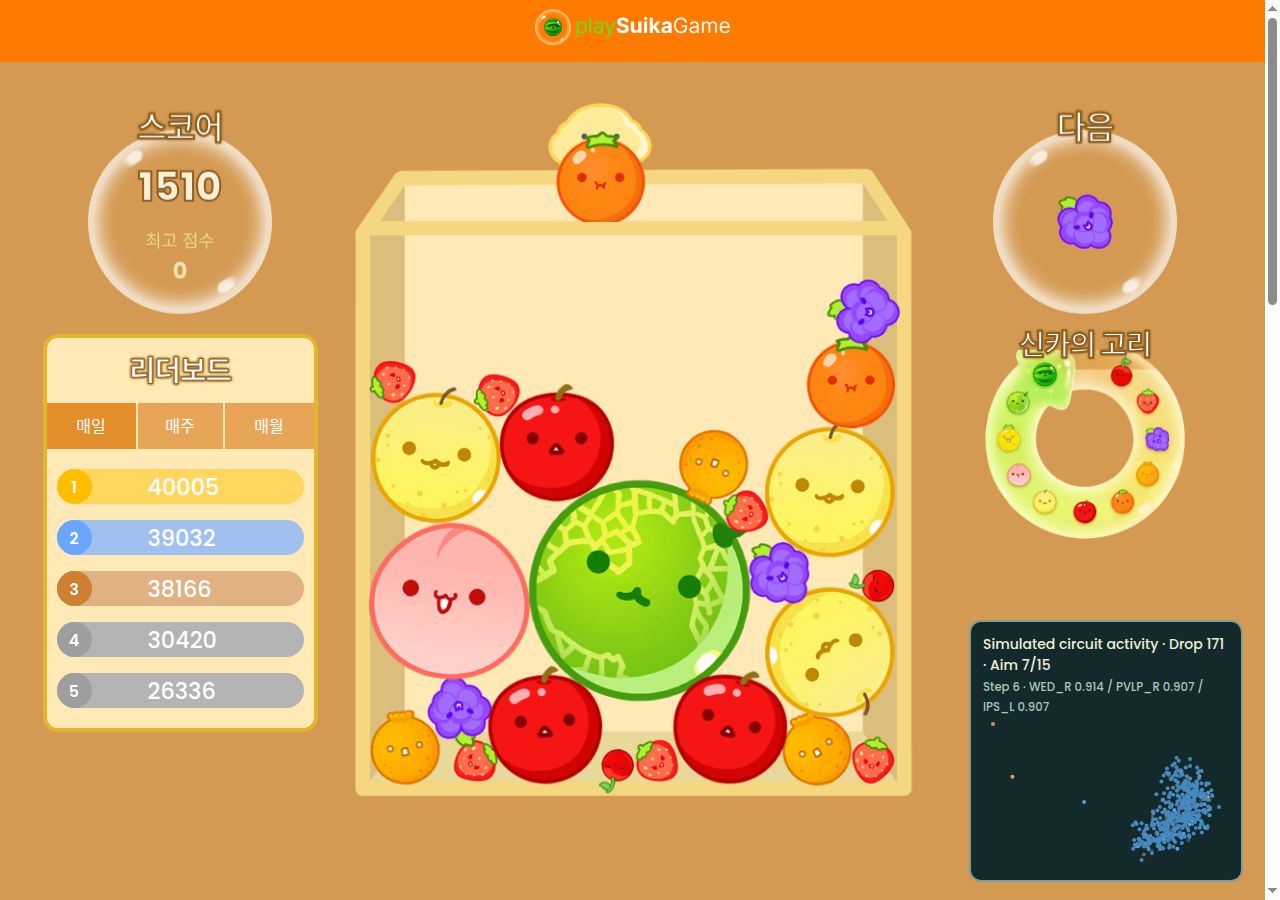 playSuikaGame
스코어
1510
최고 점수
0
다음
신카의 고리
리더보드
매일 매주 매월
1 40005
2 39032
3 38166
4 30420
5 26336
Simulated circuit activity · Drop 171
· Aim 7/15
Step 6 · WED_R 0.914 / PVLP_R 0.907 /
IPS_L 0.907